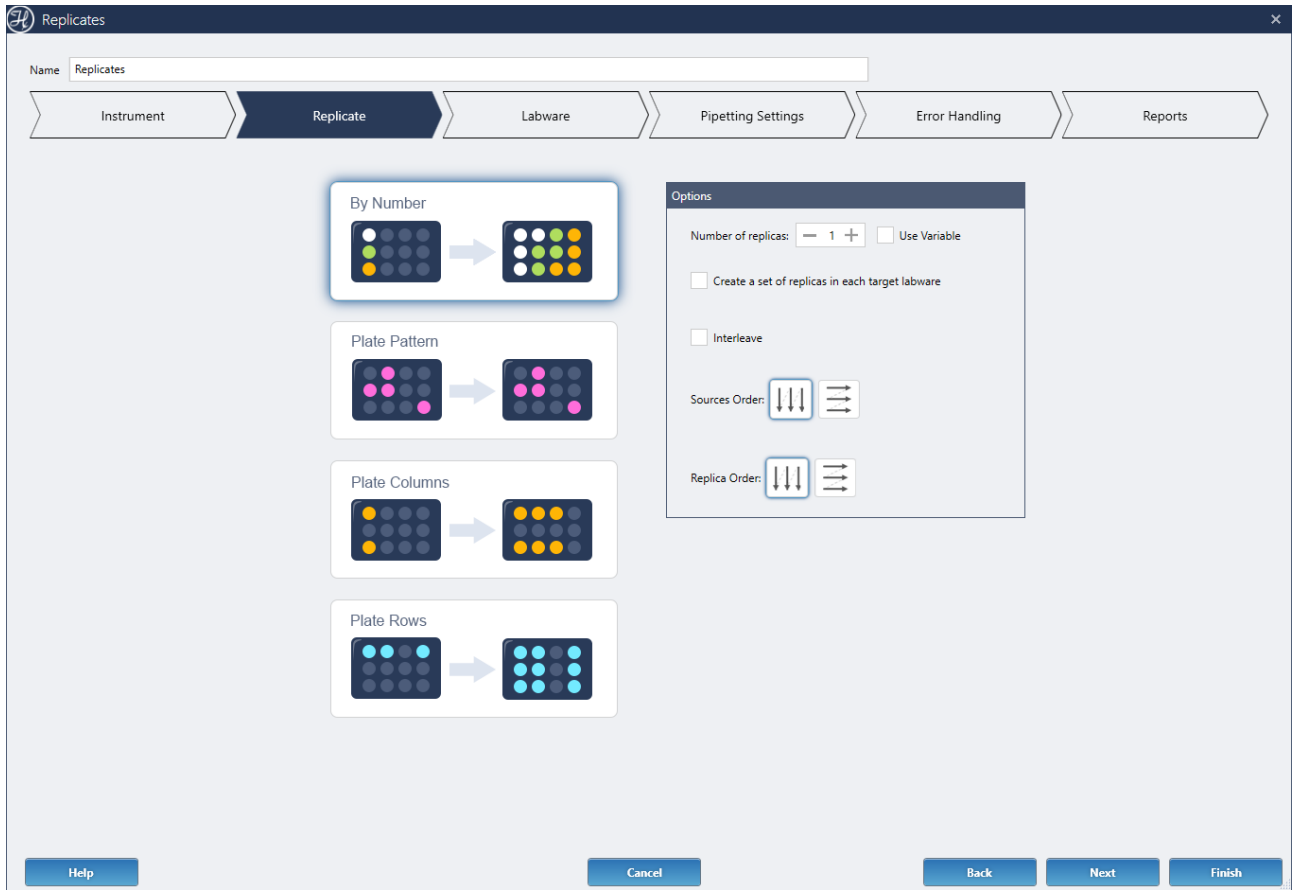 Replicates
Name Replicates
Instrument Replicate Labware Pipetting Settings Error Handling Reports
By Number
Plate Pattern
Plate Columns
Plate Rows
Options
Number of replicas: 1 Use Variable
Create a set of replicas in each target labware
Interleave
Sources Order:
Replica Order:
Help Cancel Back Next Finish